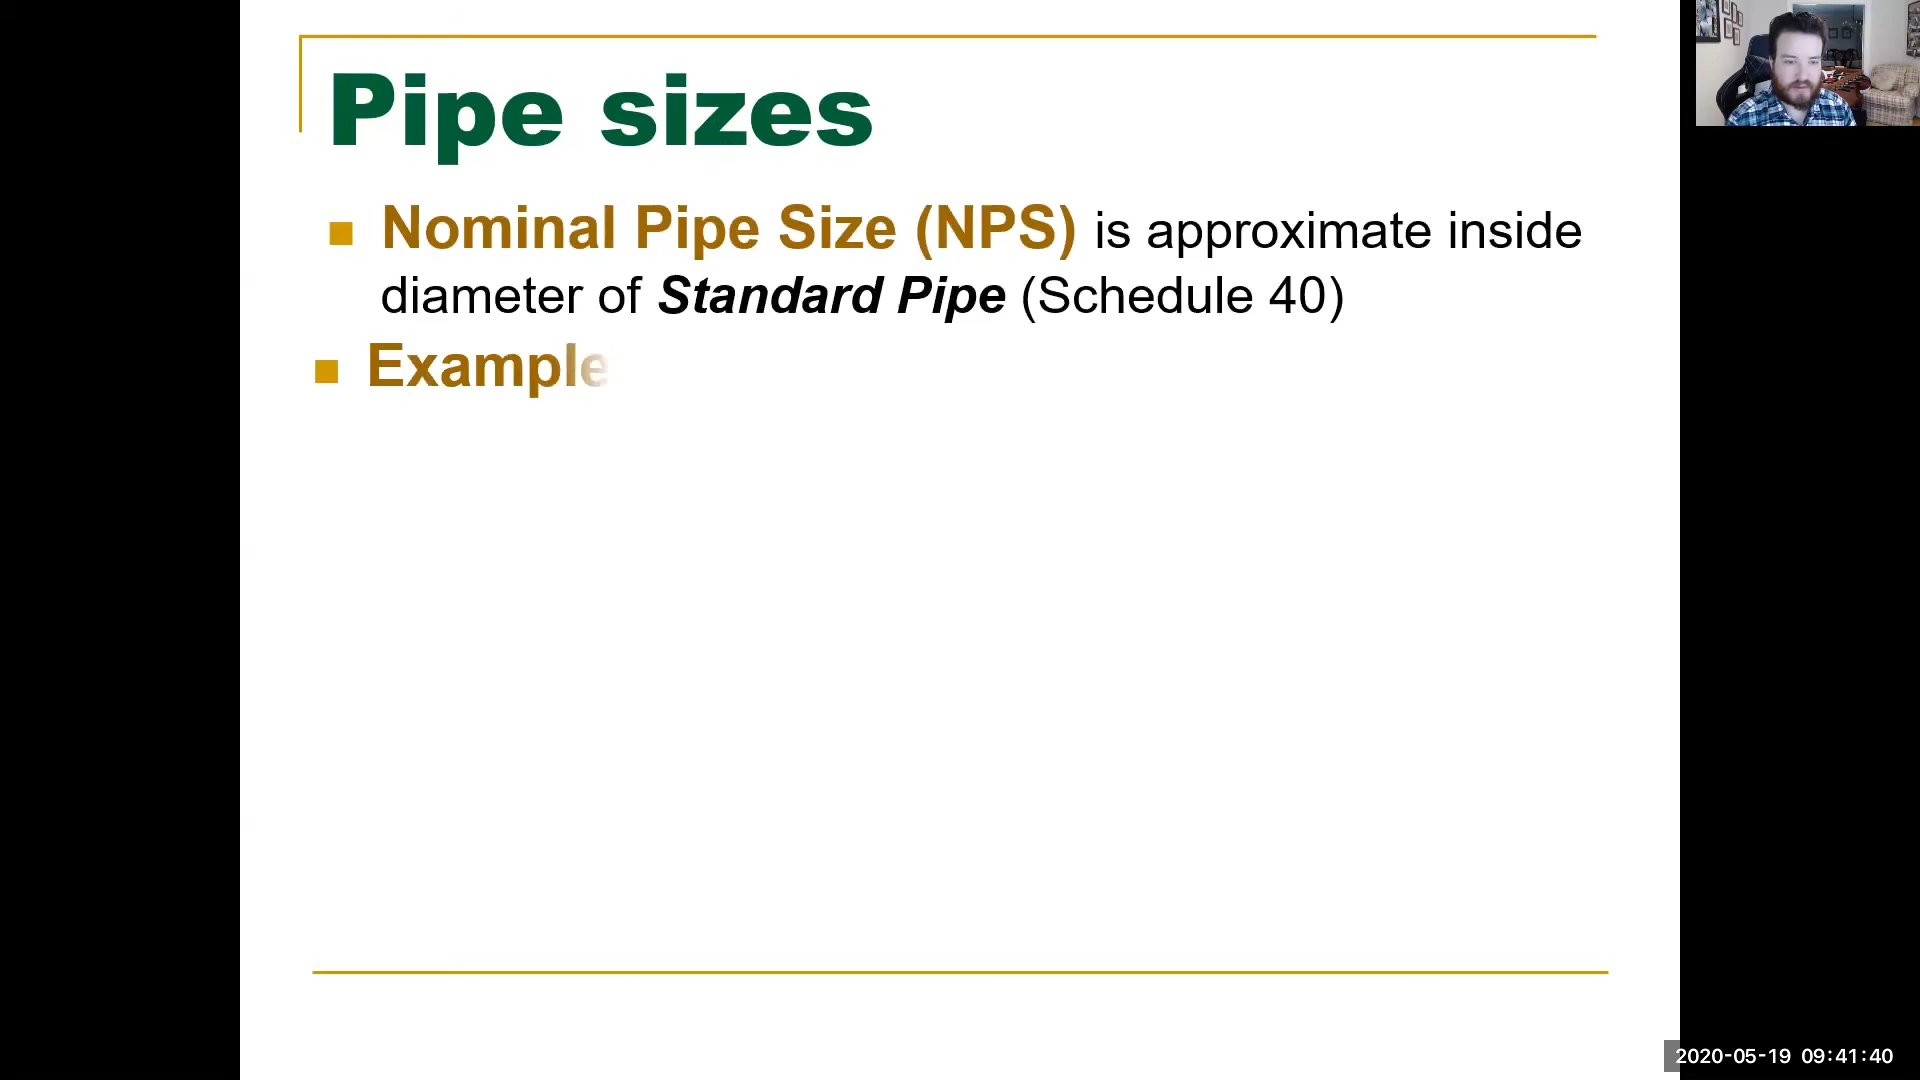 Pipe sizes
Nominal Pipe Size (NPS) is approximate inside
diameter of Standard Pipe (Schedule 40)
Example
2020-05-19 09:41:40